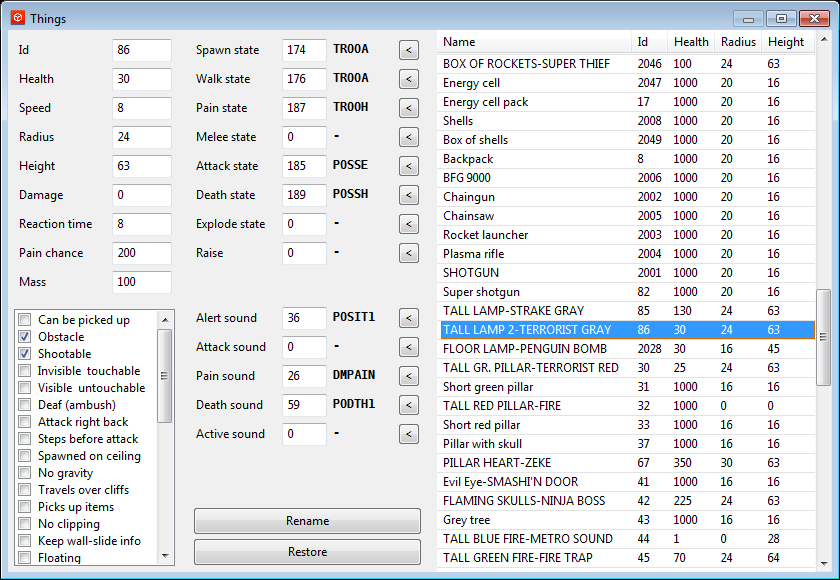 Things
Id 86
Health 30
Speed 8
Radius 24
Height 63
Damage 0
Reaction time 8
Pain chance 200
Mass 100
Can be picked up
Obstacle
Shootable
Invisible touchable
Visible untouchable
Deaf (ambush)
Attack right back
Steps before attack
Spawned on ceiling
No gravity
Travels over cliffs
Picks up items
No clipping
Keep wall-slide info
Floating
Spawn state 174 TROOA <
Walk state 176 TROOA <
Pain state 187 TROOH <
Melee state 0 - <
Attack state 185 POSSE <
Death state 189 POSSH <
Explode state 0 - <
Raise 0 - <
Alert sound 36 POSIT1 <
Attack sound 0 - <
Pain sound 26 DMPAIN <
Death sound 59 PODTH1 <
Active sound 0 - <
Rename
Restore
Name Id Health Radius Height
BOX OF ROCKETS-SUPER THIEF 2046 100 24 63
Energy cell 2047 1000 20 16
Energy cell pack 17 1000 20 16
Shells 2008 1000 20 16
Box of shells 2049 1000 20 16
Backpack 8 1000 20 16
BFG 9000 2006 1000 20 16
Chaingun 2002 1000 20 16
Chainsaw 2005 1000 20 16
Rocket launcher 2003 1000 20 16
Plasma rifle 2004 1000 20 16
SHOTGUN 2001 1000 20 16
Super shotgun 82 1000 20 16
TALL LAMP-STRAKE GRAY 85 130 24 63
TALL LAMP 2-TERRORIST GRAY 86 30 24 63
FLOOR LAMP-PENGUIN BOMB 2028 30 16 45
TALL GR. PILLAR-TERRORIST RED 30 25 24 63
Short green pillar 31 1000 16 16
TALL RED PILLAR-FIRE 32 1000 0 0
Short red pillar 33 1000 16 16
Pillar with skull 37 1000 16 16
PILLAR HEART-ZEKE 67 350 30 63
Evil Eye-SMASHI'N DOOR 41 1000 16 16
FLAMING SKULLS-NINJA BOSS 42 225 24 63
Grey tree 43 1000 16 16
TALL BLUE FIRE-METRO SOUND 44 1 0 28
TALL GREEN FIRE-FIRE TRAP 45 70 24 64